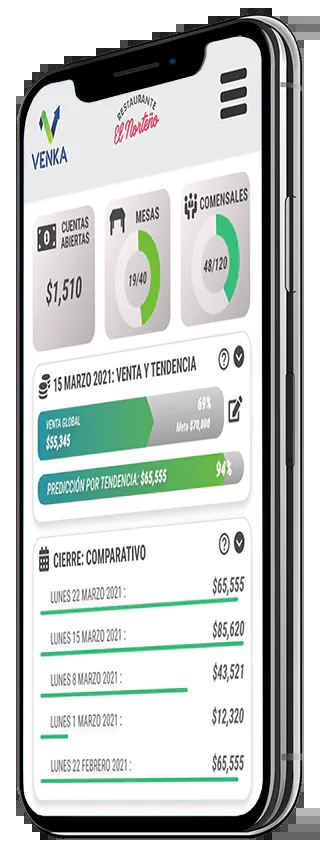 VENKA
RESTAURANTE
El Norteño
CUENTAS
ABIERTAS
$1,510
MESAS
19/40
COMENSALES
48/120
15 MARZO 2021: VENTA Y TENDENCIA
VENTA GLOBAL
$55,345
69%
Meta $70,000
PREDICCIÓN POR TENDENCIA: $65,555
94%
CIERRE: COMPARATIVO
LUNES 22 MARZO 2021 :
$65,555
LUNES 15 MARZO 2021 :
$85,620
LUNES 8 MARZO 2021 :
$43,521
LUNES 1 MARZO 2021 :
$12,320
LUNES 22 FEBRERO 2021 :
$65,555